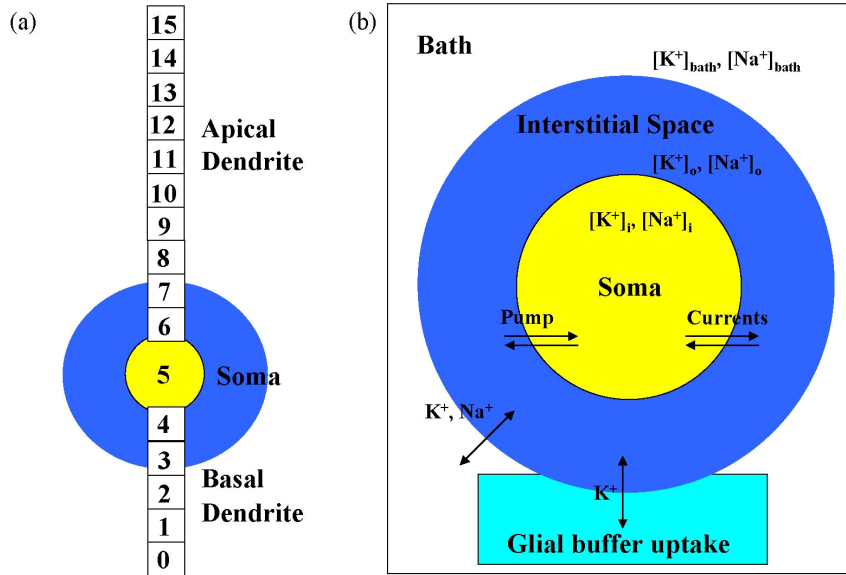 (a)
15
14
13
12
11
10
9
8
7
6
5
4
3
2
1
0
Apical
Dendrite
Soma
Basal
Dendrite
(b)
Bath
[K⁺]bath, [Na⁺]bath
Interstitial Space
[K⁺]o, [Na⁺]o
[K⁺]i, [Na⁺]i
Soma
Pump
Currents
K⁺, Na⁺
K⁺
Glial buffer uptake